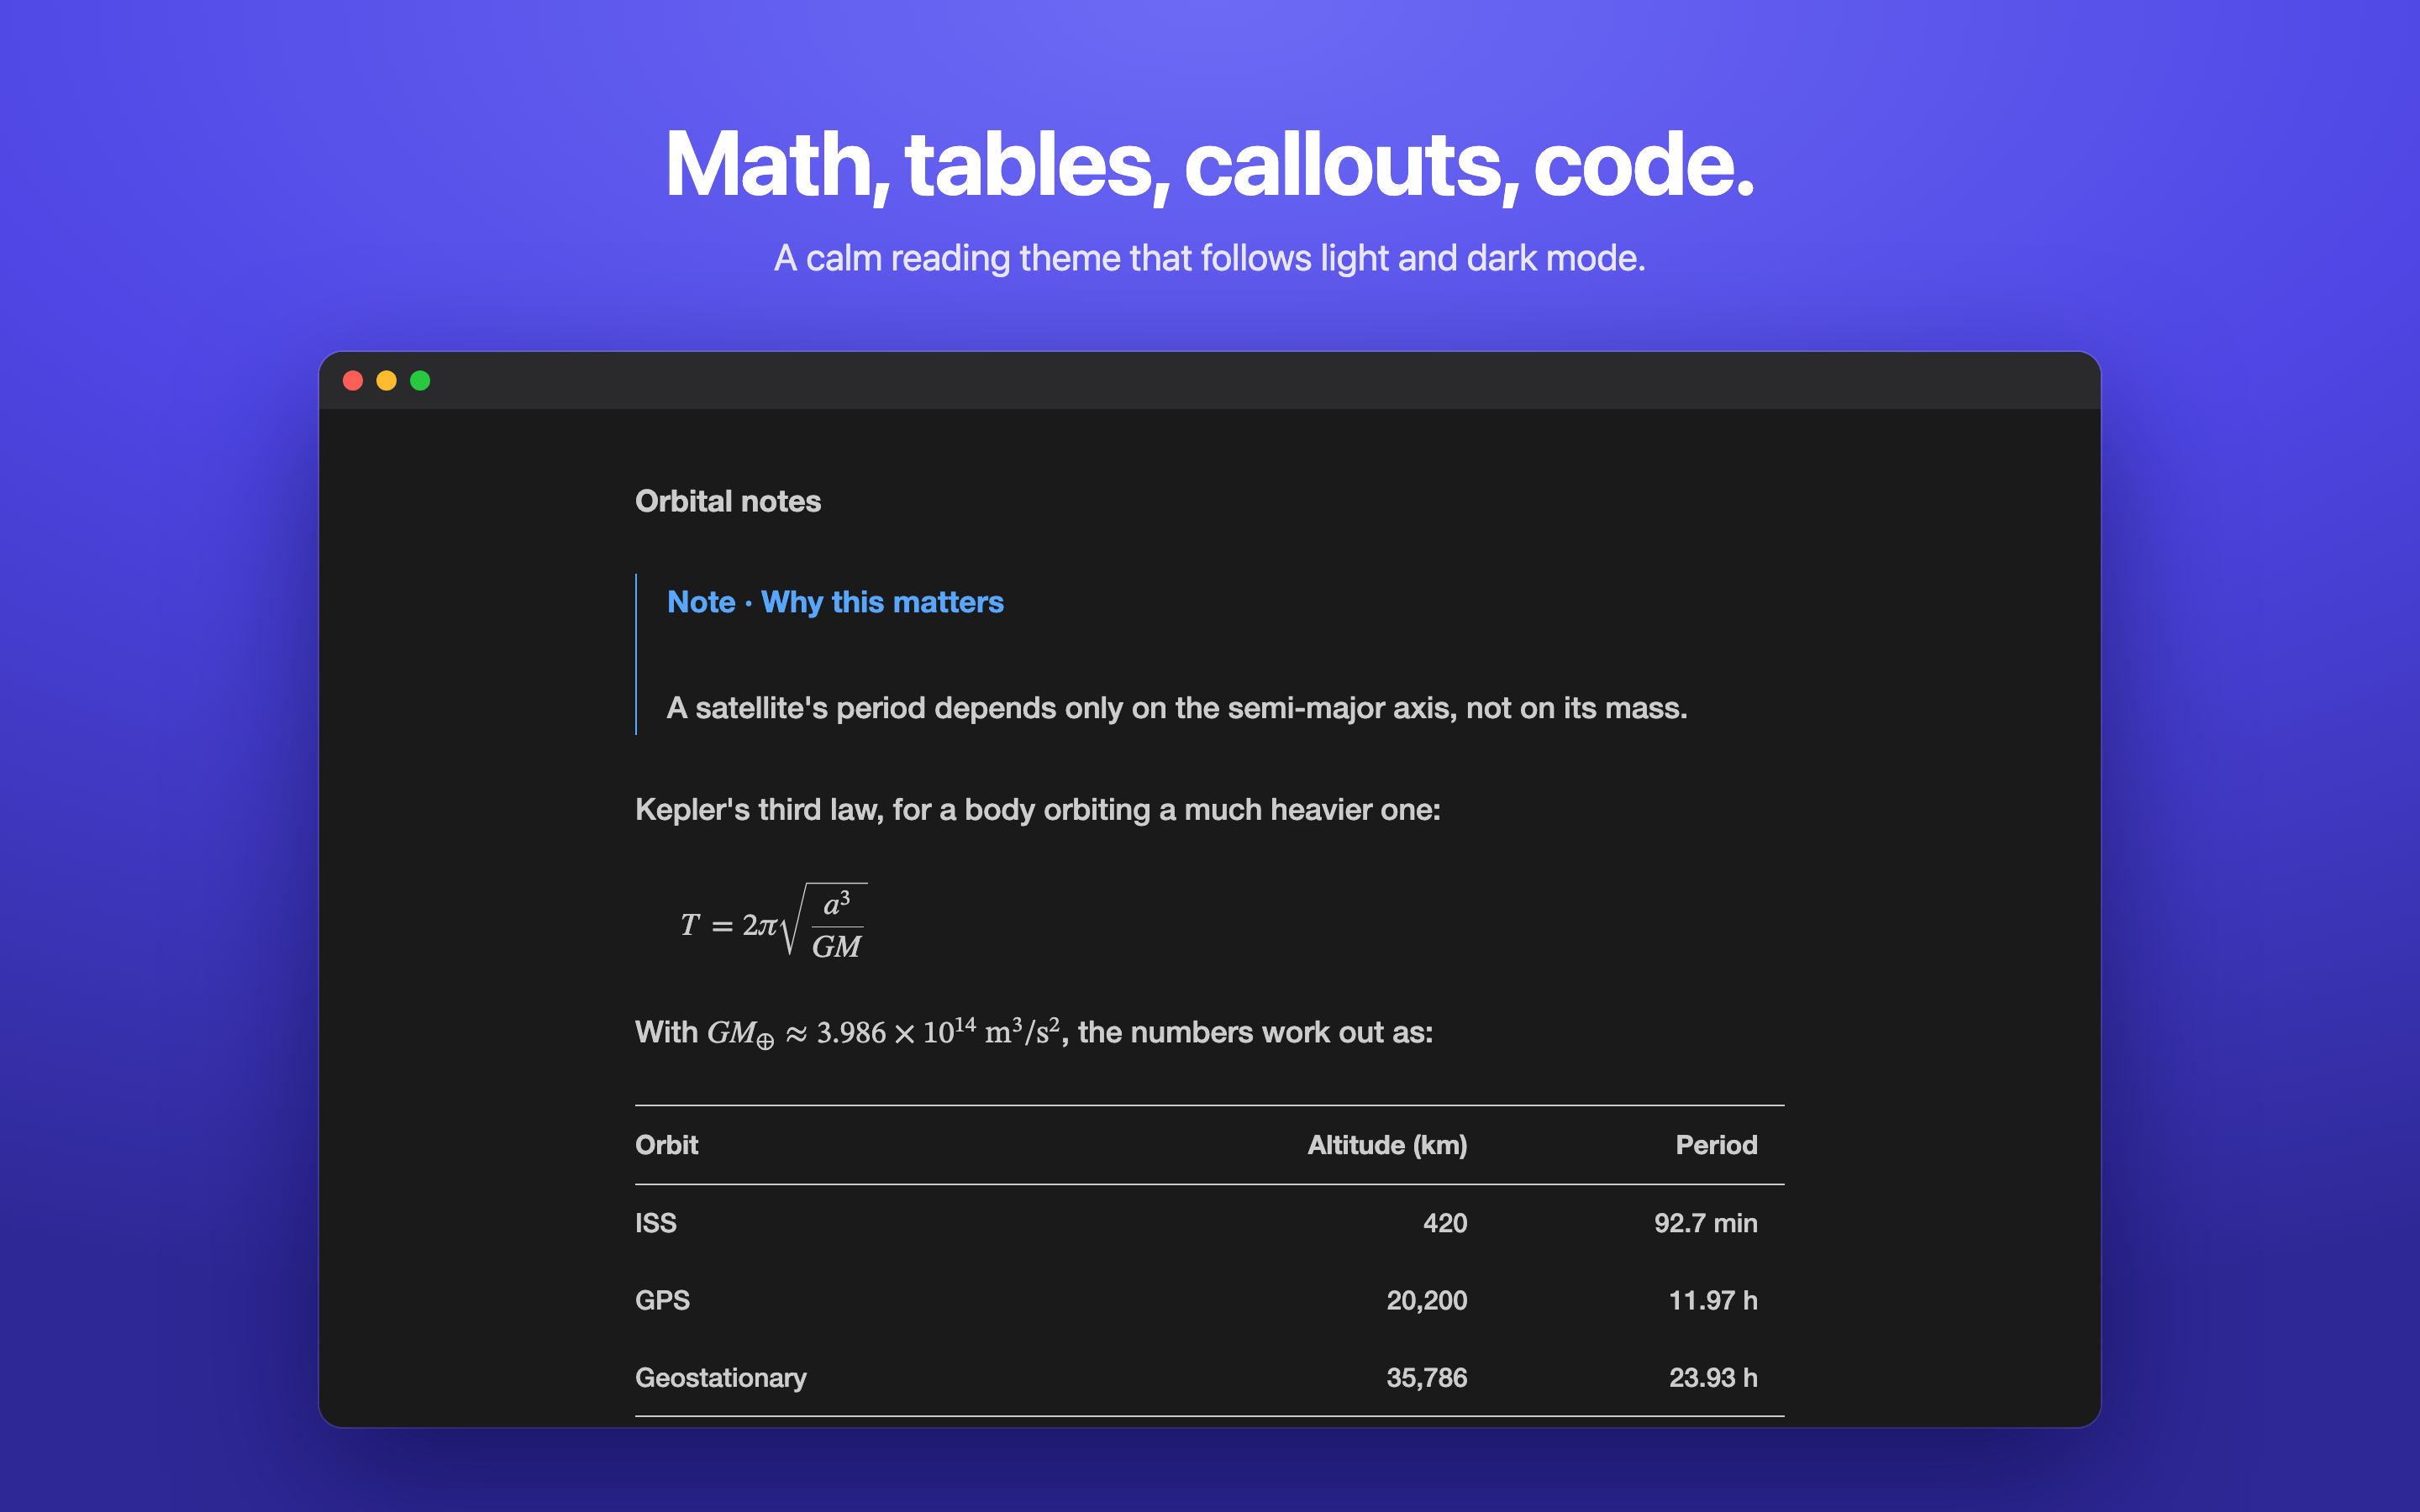 Math, tables, callouts, code.
A calm reading theme that follows light and dark mode.
Orbital notes
Note · Why this matters
A satellite's period depends only on the semi-major axis, not on its mass.
Kepler's third law, for a body orbiting a much heavier one:
T = 2π√(a³/GM)
With GM⊕ ≈ 3.986 × 10¹⁴ m³/s², the numbers work out as:
Orbit Altitude (km) Period
ISS 420 92.7 min
GPS 20,200 11.97 h
Geostationary 35,786 23.93 h